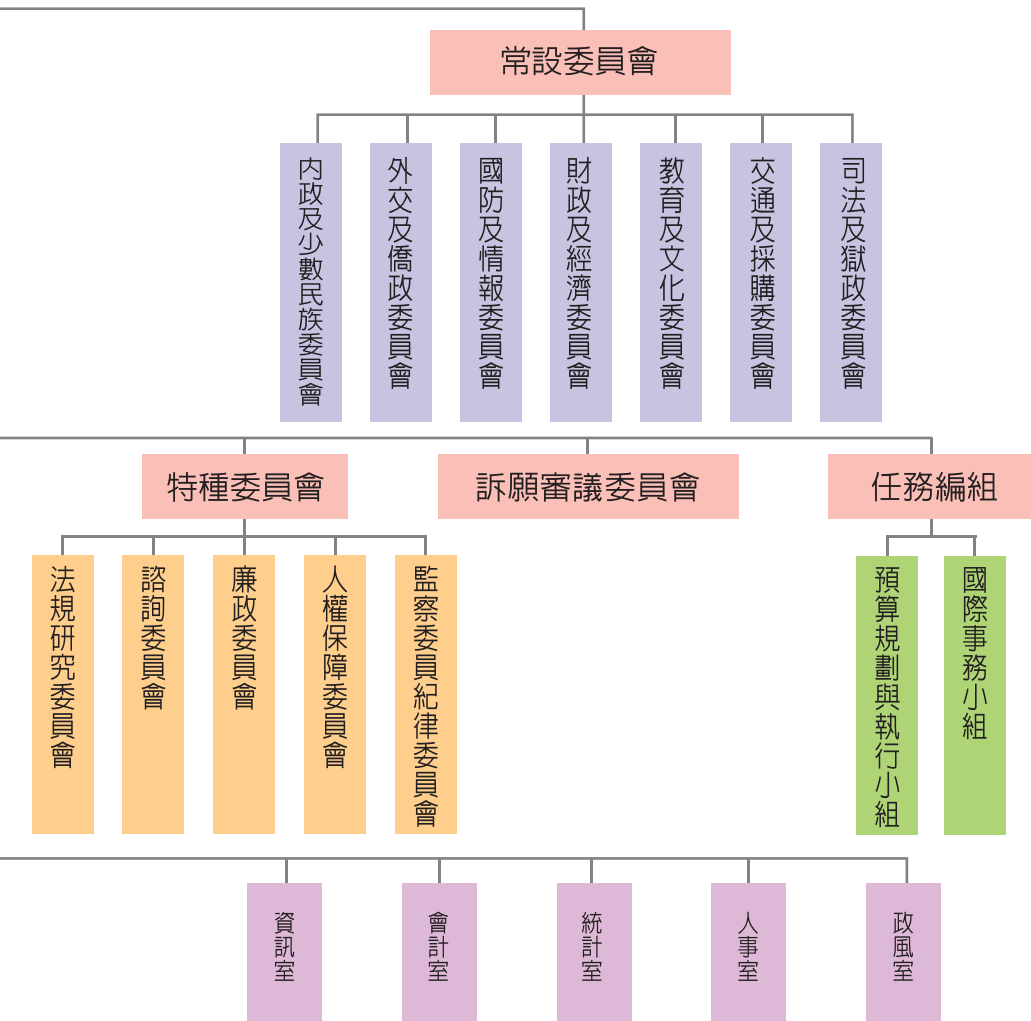 常設委員會
內政及少數民族委員會
外交及僑政委員會
國防及情報委員會
財政及經濟委員會
教育及文化委員會
交通及採購委員會
司法及獄政委員會
特種委員會
訴願審議委員會
任務編組
法規研究委員會
諮詢委員會
廉政委員會
人權保障委員會
監察委員紀律委員會
預算規劃與執行小組
國際事務小組
資訊室
會計室
統計室
人事室
政風室